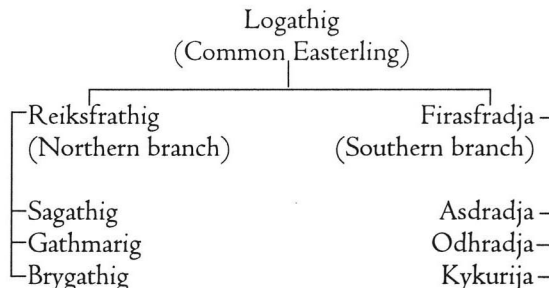 Logathig
(Common Easterling)
Reiksfrathig
(Northern branch)
Sagathig
Gathmarig
Brygathig
Firasfradja
(Southern branch)
Asdradja
Odhradja
Kykurija